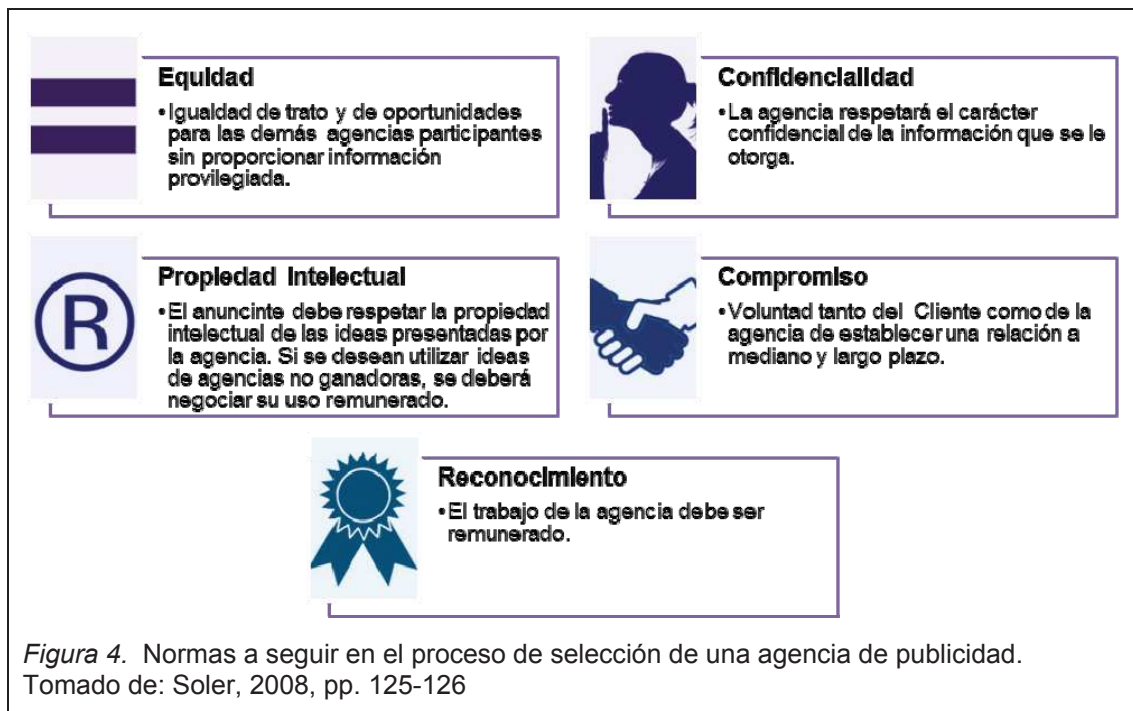 Equidad
•Igualdad de trato y de oportunidades
para las demás agencias participantes
sin proporcionar información
provilegiada.
Confidencialidad
•La agencia respetará el carácter
confidencial de la información que se le
otorga.
R
Propiedad Intelectual
•El anuncinte debe respetar la propiedad
intelectual de las ideas presentadas por
la agencia. Si se desean utilizar ideas
de agencias no ganadoras, se deberá
negociar su uso remunerado.
Compromiso
•Voluntad tanto del Cliente como de la
agencia de establecer una relación a
mediano y largo plazo.
Reconocimiento
•El trabajo de la agencia debe ser
remunerado.
Figura 4. Normas a seguir en el proceso de selección de una agencia de publicidad.
Tomado de: Soler, 2008, pp. 125-126